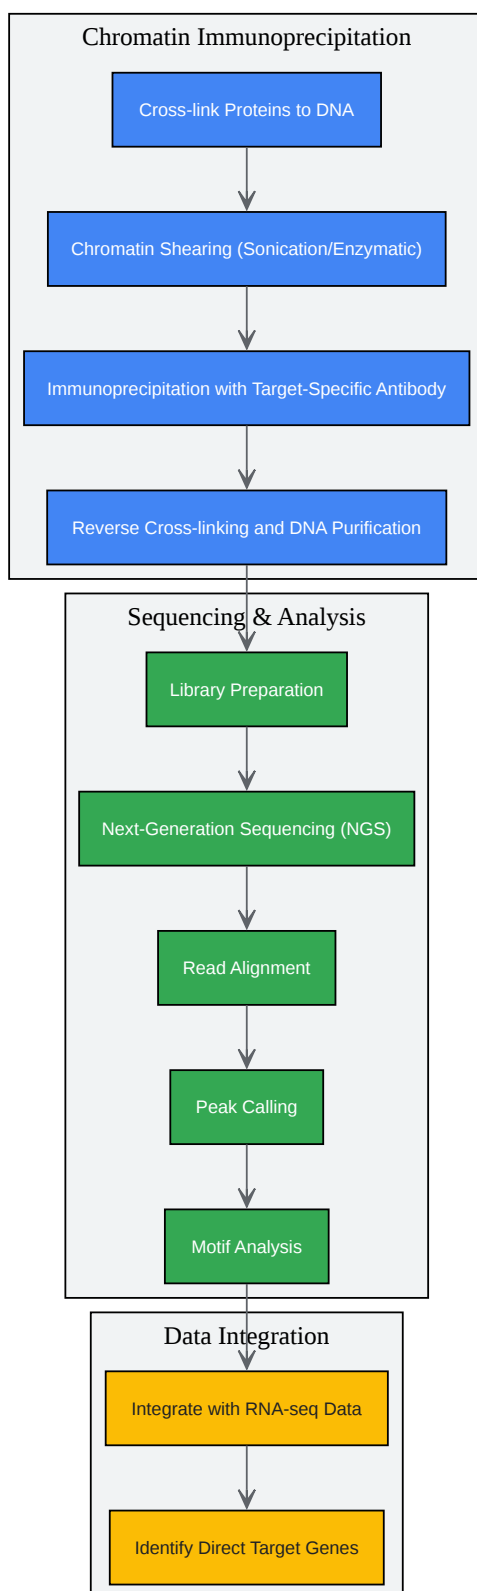 Chromatin Immunoprecipitation
Cross-link Proteins to DNA
Chromatin Shearing (Sonication/Enzymatic)
Immunoprecipitation with Target-Specific Antibody
Reverse Cross-linking and DNA Purification
Sequencing & Analysis
Library Preparation
Next-Generation Sequencing (NGS)
Read Alignment
Peak Calling
Motif Analysis
Data Integration
Integrate with RNA-seq Data
Identify Direct Target Genes